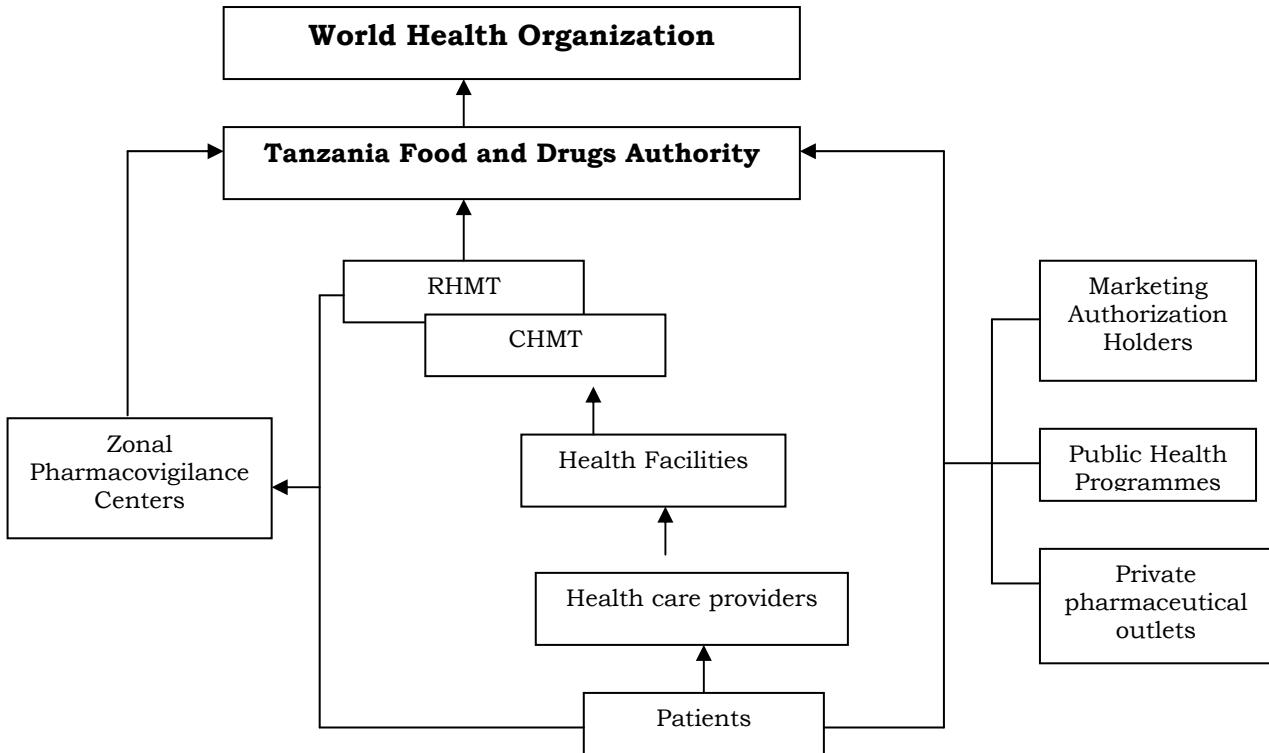 World Health Organization
Tanzania Food and Drugs Authority
RHMT
CHMT
Marketing
Authorization
Holders
Zonal
Pharmacovigilance
Centers
Health Facilities
Public Health
Programmes
Health care providers
Private
pharmaceutical
outlets
Patients